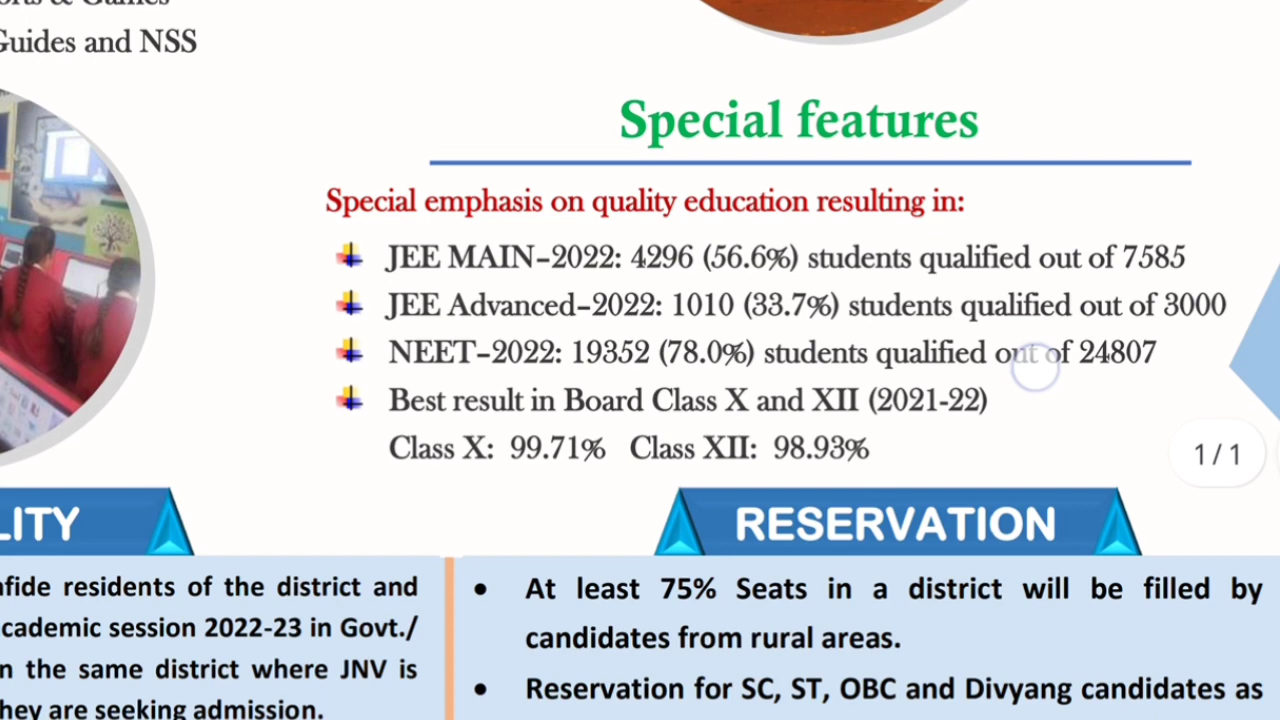 Guides and NSS
Special features
Special emphasis on quality education resulting in:
JEE MAIN-2022: 4296 (56.6%) students qualified out of 7585
JEE Advanced-2022: 1010 (33.7%) students qualified out of 3000
NEET-2022: 19352 (78.0%) students qualified out of 24807
Best result in Board Class X and XII (2021-22)
Class X: 99.71% Class XII: 98.93%
1 / 1
LITY
residents of the district and
academic session 2022-23 in Govt./
in the same district where JNV is
they are seeking admission.
RESERVATION
• At least 75% Seats in a district will be filled by
candidates from rural areas.
• Reservation for SC, ST, OBC and Divyang candidates as